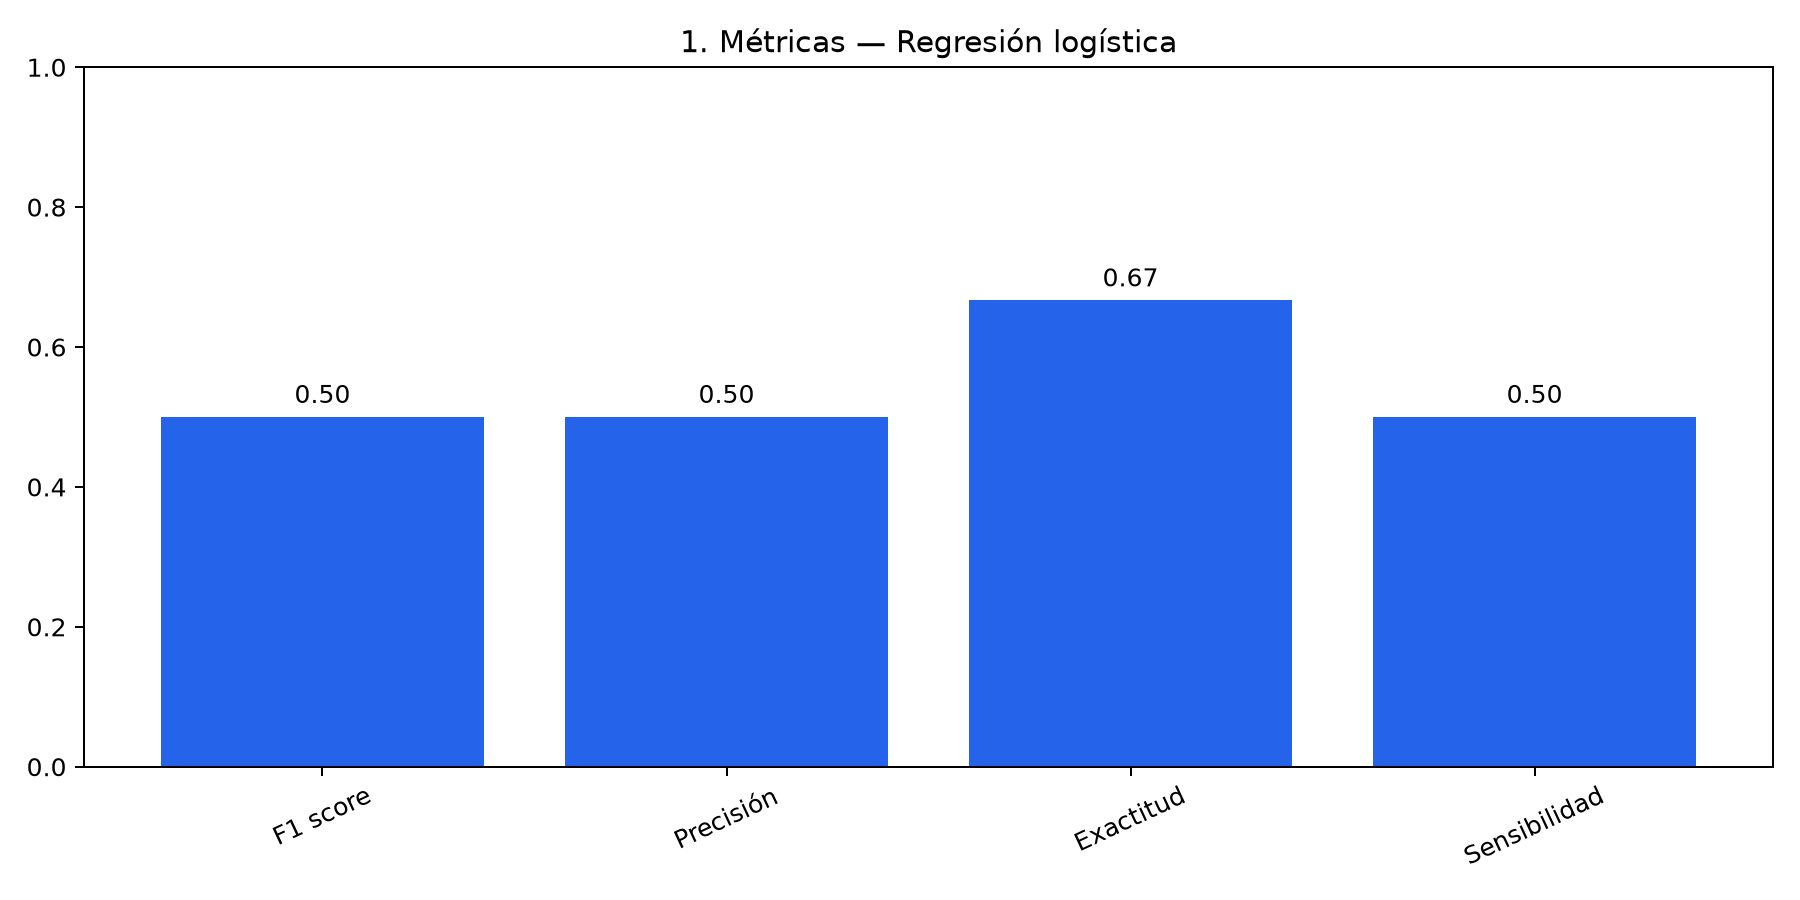 1. Métricas — Regresión logística
1.0
0.8
0.6
0.4
0.2
0.0
0.50
0.50
0.67
0.50
F1 score
Precisión
Exactitud
Sensibilidad